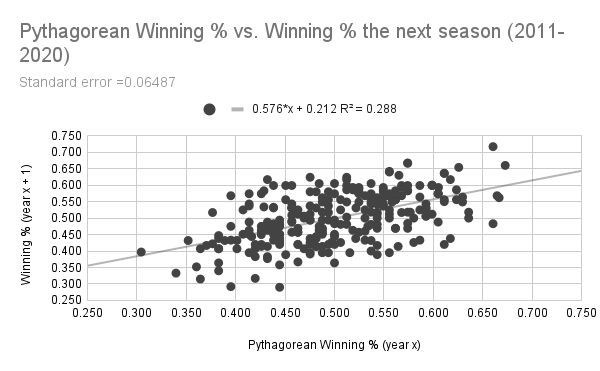 Pythagorean Winning % vs. Winning % the next season (2011-
2020)
Standard error =0.06487
0.576*x + 0.212 R² = 0.288
0.750
0.700
0.650
0.600
0.550
0.500
0.450
0.400
0.350
0.300
0.250
Winning % (year x + 1)
0.250 0.300 0.350 0.400 0.450 0.500 0.550 0.600 0.650 0.700 0.750
Pythagorean Winning % (year x)